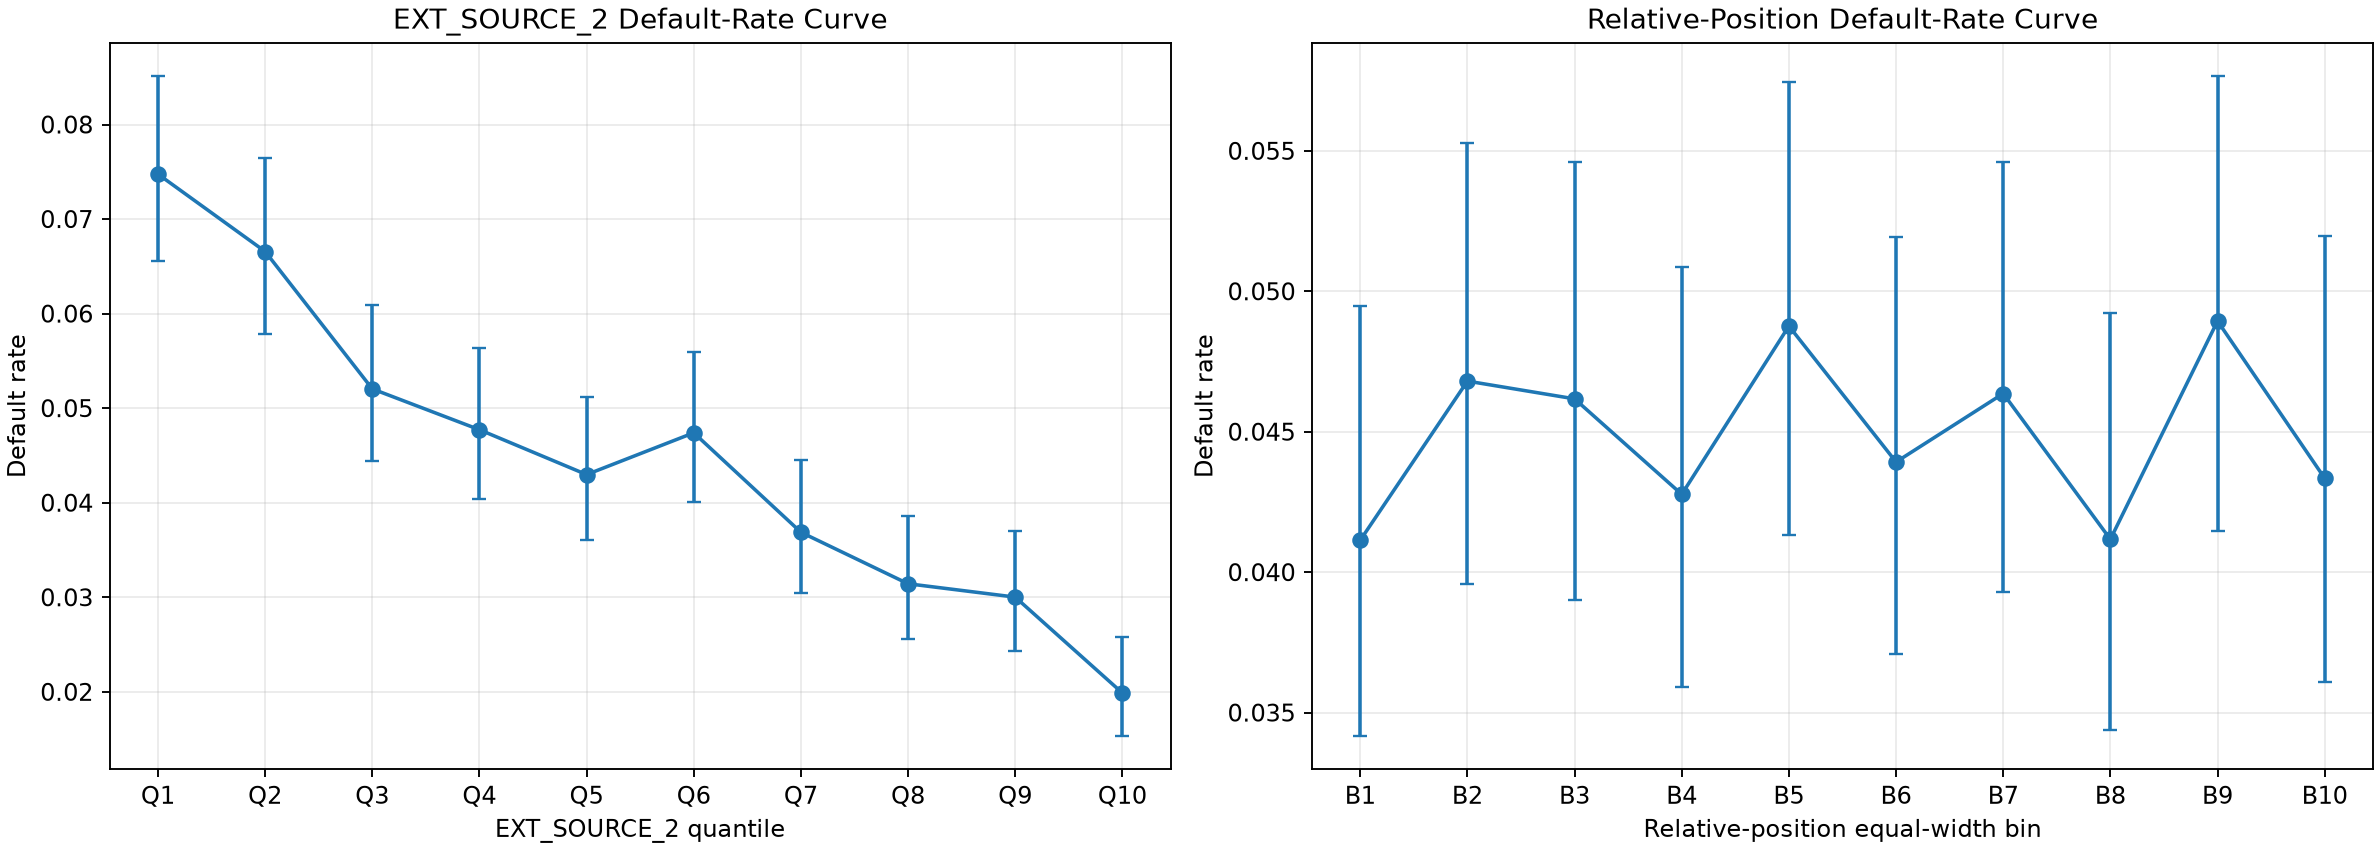 EXT_SOURCE_2 Default-Rate Curve
Default rate
0.08
0.07
0.06
0.05
0.04
0.03
0.02
Q1 Q2 Q3 Q4 Q5 Q6 Q7 Q8 Q9 Q10
EXT_SOURCE_2 quantile
Relative-Position Default-Rate Curve
Default rate
0.055
0.050
0.045
0.040
0.035
B1 B2 B3 B4 B5 B6 B7 B8 B9 B10
Relative-position equal-width bin